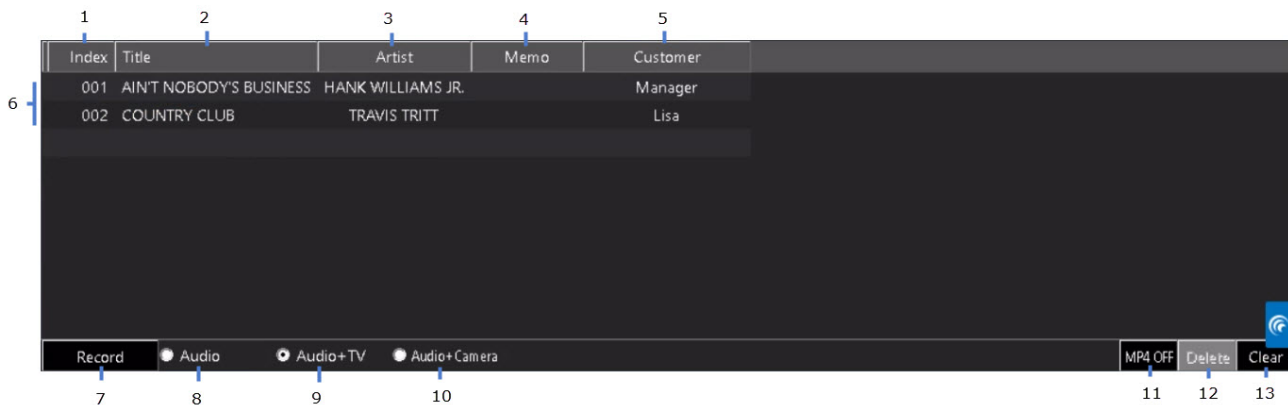 1 2 3 4 5
Index Title Artist Memo Customer
6
001 AIN'T NOBODY'S BUSINESS HANK WILLIAMS JR. Manager
002 COUNTRY CLUB TRAVIS TRITT Lisa
Record Audio Audio+TV Audio+Camera MP4 OFF Delete Clear
7 8 9 10 11 12 13